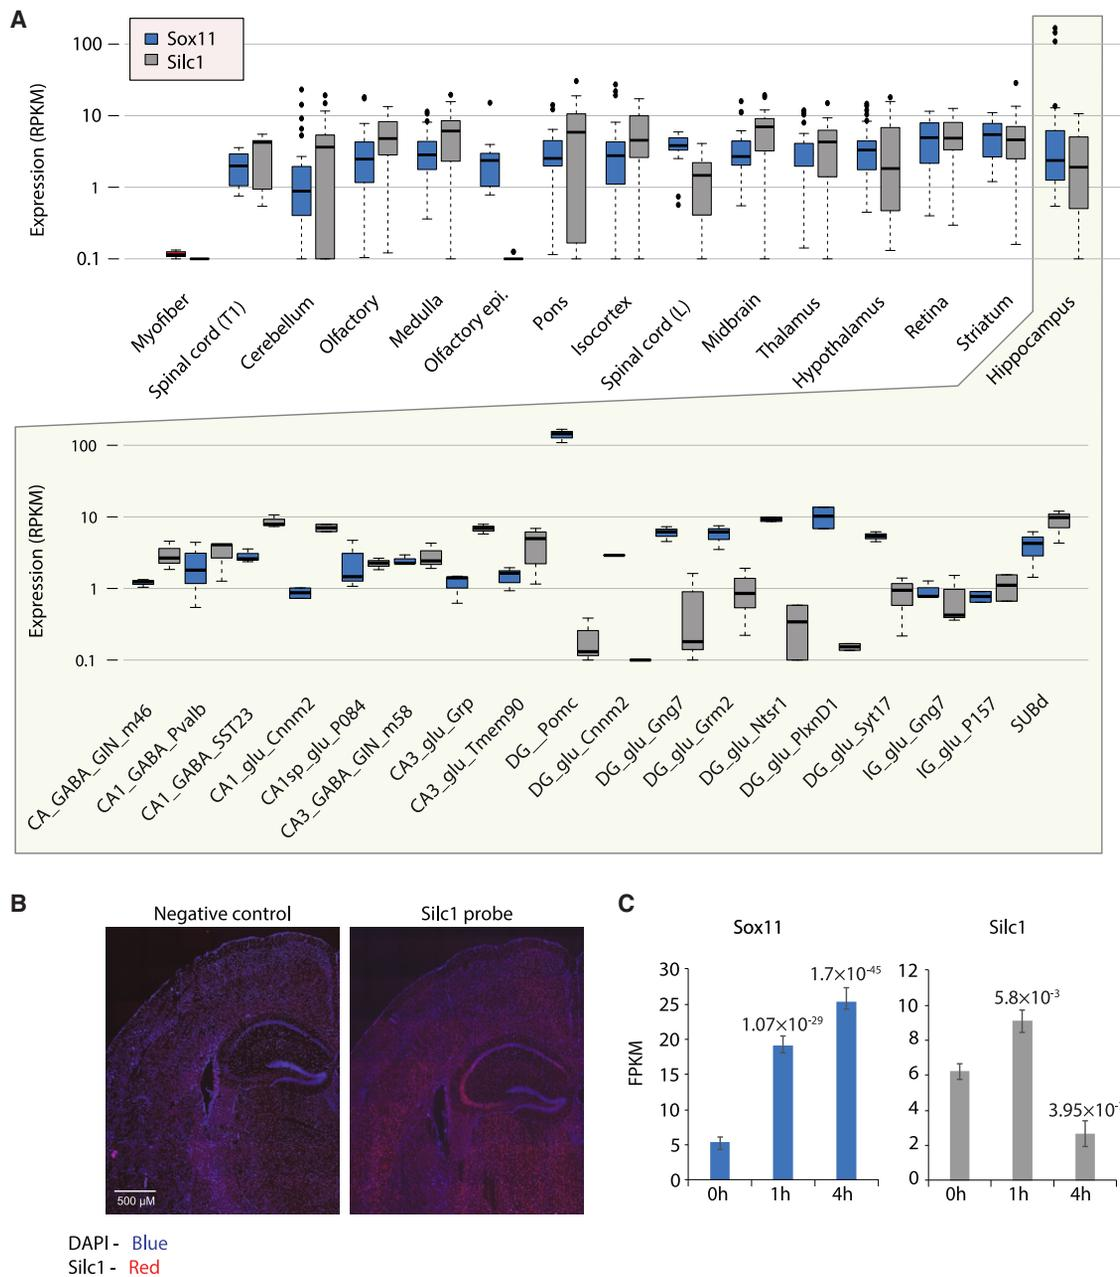 A
Sox11
Silc1
Expression (RPKM)
100
10
1
0.1
Myofiber
Spinal cord (T1)
Cerebellum
Olfactory
Medulla
Olfactory epi.
Pons
Isocortex
Spinal cord (L)
Midbrain
Thalamus
Hypothalamus
Retina
Striatum
Hippocampus
Expression (RPKM)
100
10
1
0.1
CA_GABA_GIN_m46
CA1_GABA_Pvalb
CA1_GABA_SST23
CA1_glu_Cnnm2
CA1sp_glu_P084
CA3_GABA_GIN_m58
CA3_glu_Grp
CA3_glu_Tmem90
DG__Pomc
DG_glu_Cnnm2
DG_glu_Gng7
DG_glu_Grm2
DG_glu_Ntsr1
DG_glu_PlxnD1
DG_glu_Syt17
IG_glu_Gng7
IG_glu_P157
SUBd
B
Negative control
Silc1 probe
500 µM
DAPI - Blue
Silc1 - Red
C
Sox11
FPKM
30
25
20
15
10
5
0
1.07×10⁻²⁹
1.7×10⁻⁴⁵
0h 1h 4h
Silc1
12
10
8
6
4
2
0
5.8×10⁻³
3.95×10⁻
0h 1h 4h